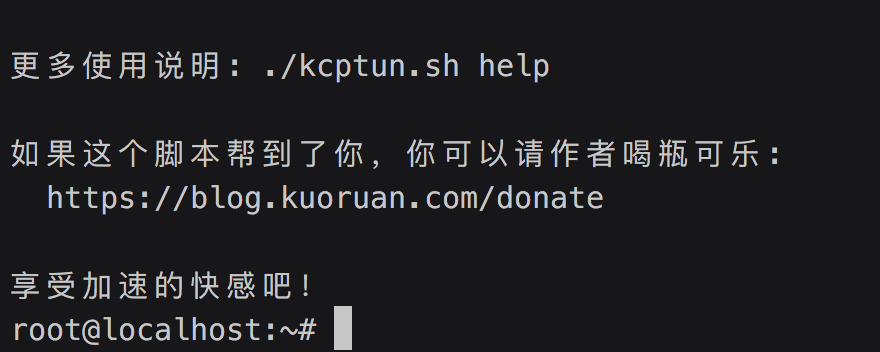 更多使用说明: ./kcptun.sh help
如果这个脚本帮到了你，你可以请作者喝瓶可乐:
https://blog.kuoruan.com/donate
享受加速的快感吧！
root@localhost:~#